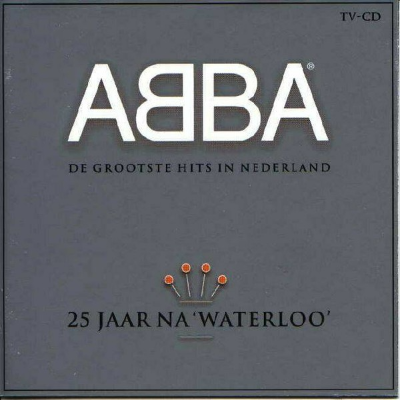 TV-CD
ABBA®
DE GROOTSTE HITS IN NEDERLAND
25 JAAR NA 'WATERLOO'